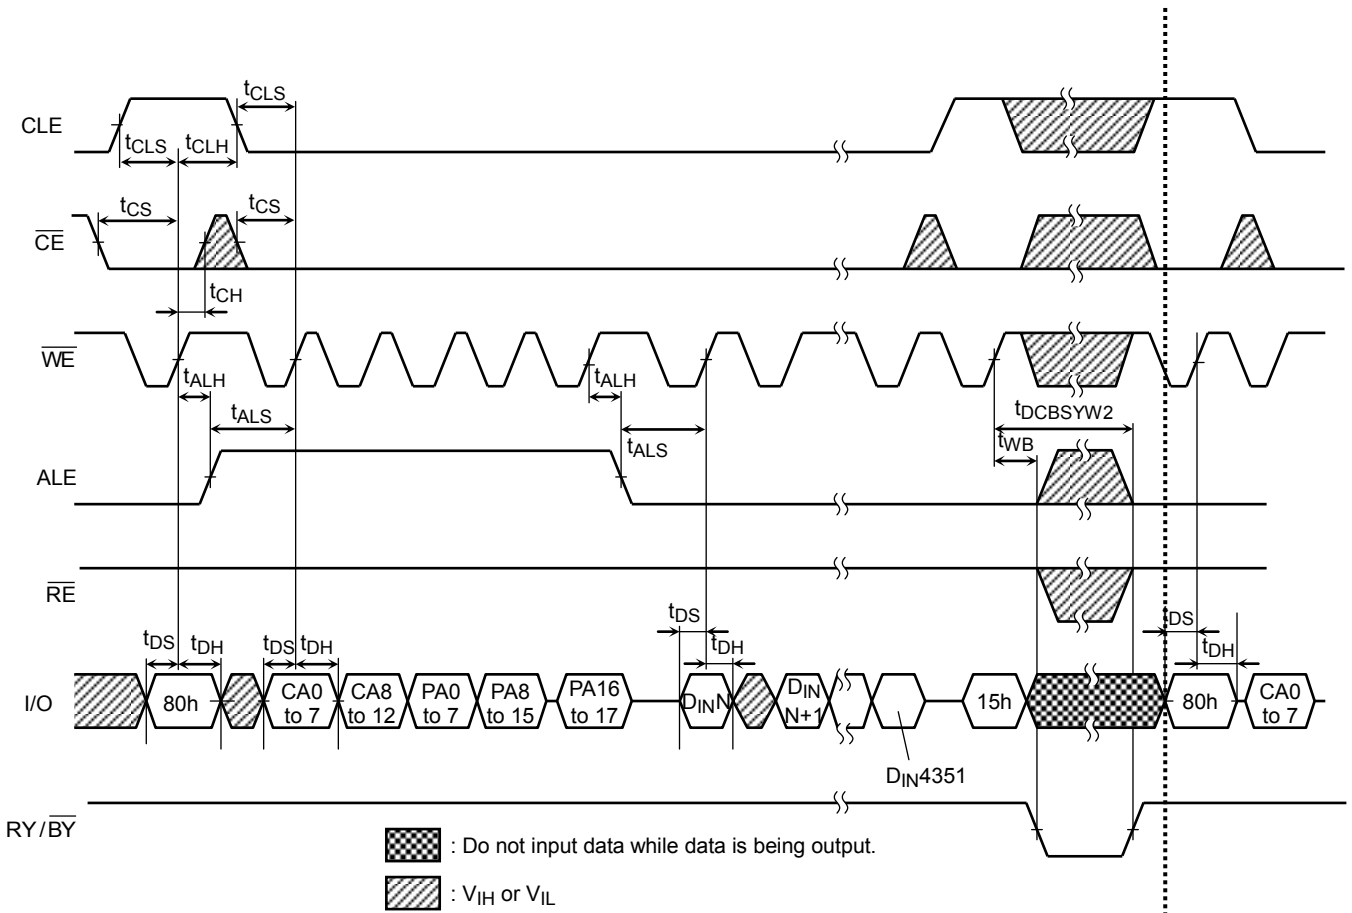 tCLS
CLE
tCLS tCLH
tCS tCS
CE
tCH
WE
tALH tALH
tALS tALS
tDCBSYW2
tWB
ALE
RE
tDS tDH tDS tDH tDS tDH tDS tDH
I/O 80h CA0 to 7 CA8 to 12 PA0 to 7 PA8 to 15 PA16 to 17 DINN DIN N+1 15h 80h CA0 to 7
DIN4351
RY/BY
: Do not input data while data is being output.
: VIH or VIL